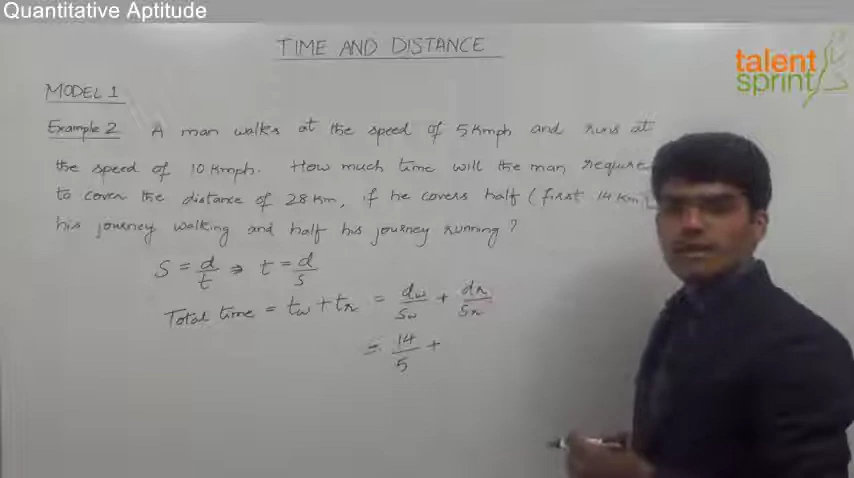 Quantitative Aptitude
TIME AND DISTANCE
talent
sprint
MODEL 1
Example 2 A man walks at the speed of 5 Kmph and runs at
the speed of 10 Kmph. How much time will the man require
to cover the distance of 28 Km, if he covers half (first 14 Km)
his journey walking and half his journey running?
S = d/t ⇒ t = d/s
Total time = tw + tr = dw/sw + dr/sr
= 14/5 +